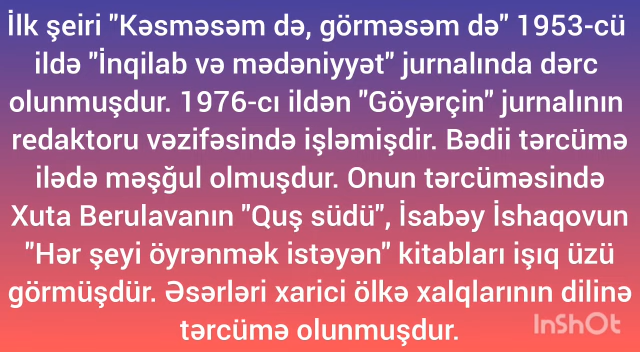 İlk şeiri "Kəsməsəm də, görməsəm də" 1953-cü
ildə "İnqilab və mədəniyyət" jurnalında dərc
olunmuşdur. 1976-cı ildən "Göyərçin" jurnalının
redaktoru vəzifəsində işləmişdir. Bədii tərcümə
ilədə məşğul olmuşdur. Onun tərcüməsində
Xuta Berulavanın "Quş südü", İsabəy İshaqovun
"Hər şeyi öyrənmək istəyən" kitabları işıq üzü
görmüşdür. Əsərləri xarici ölkə xalqlarının dilinə
tərcümə olunmuşdur.
InShOt